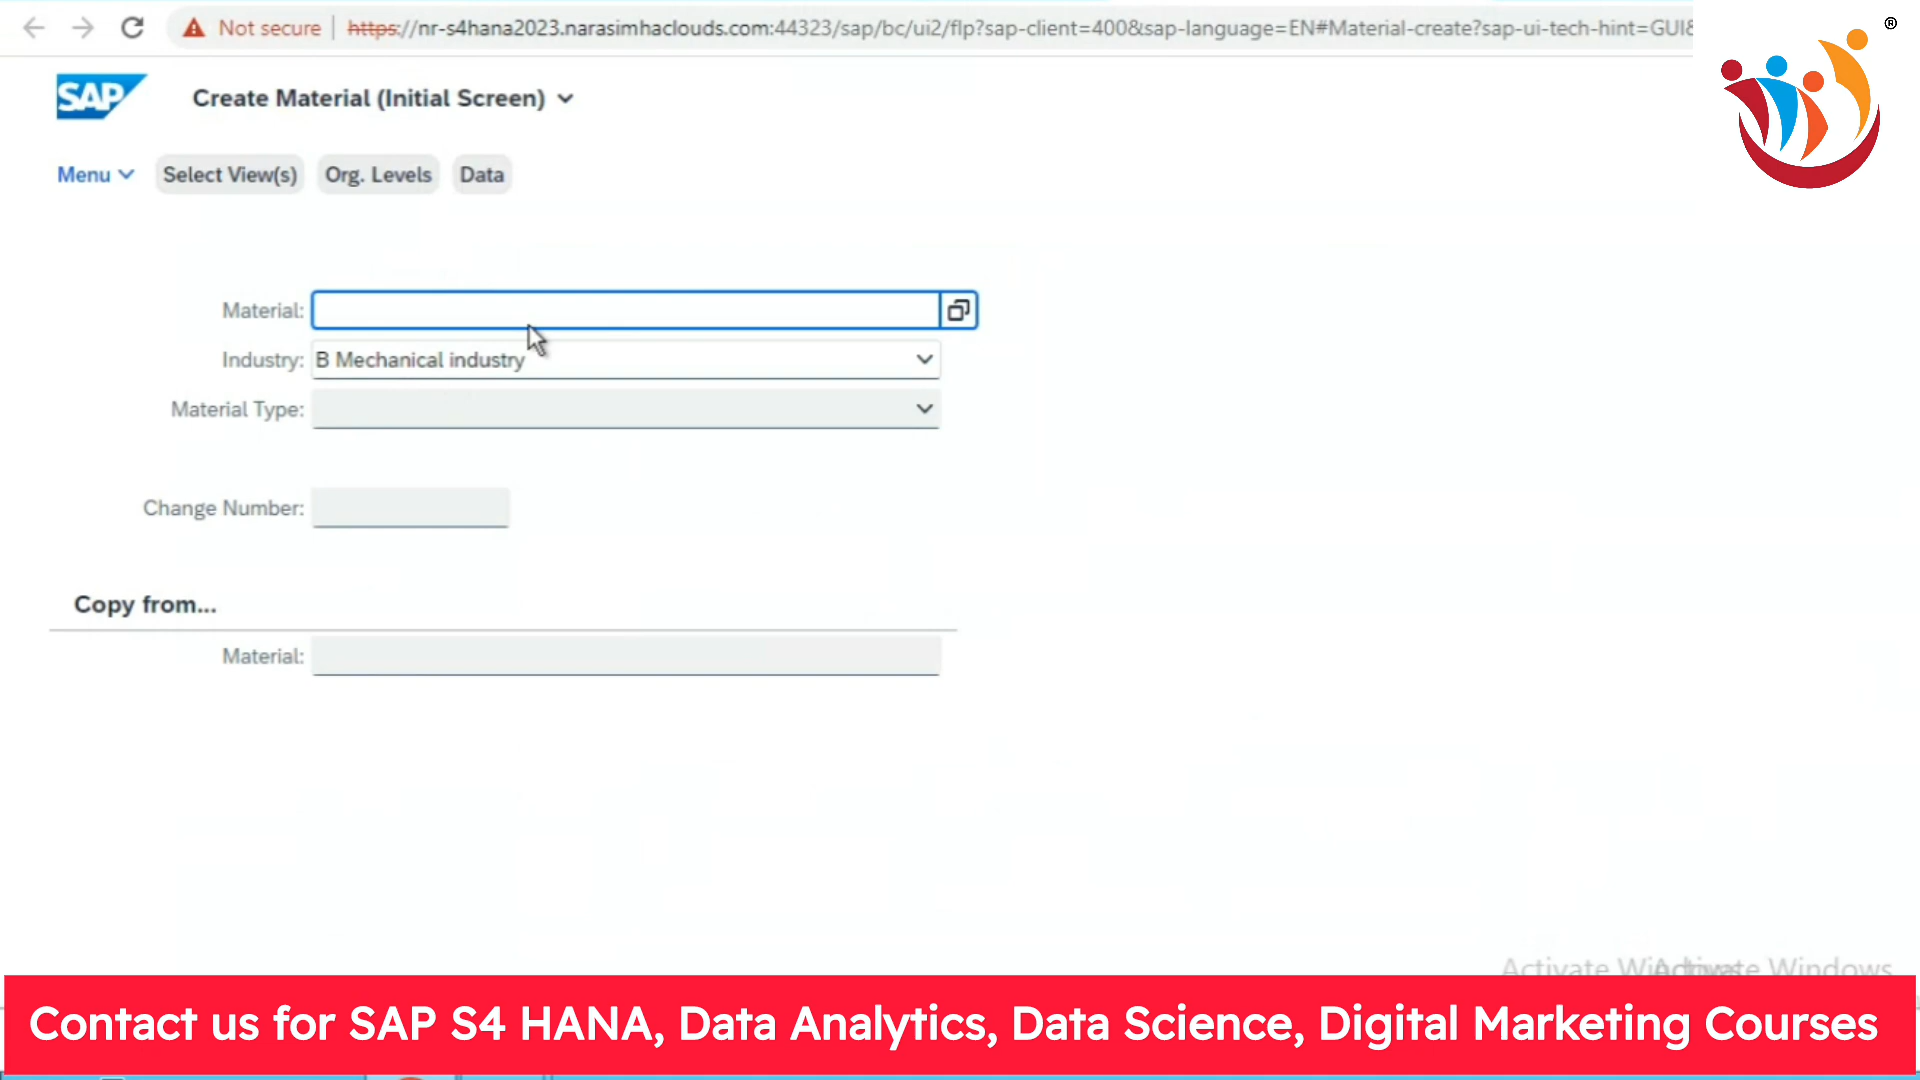 Not secure https://nr-s4hana2023.narasimhaclouds.com:44323/sap/bc/ui2/flp?sap-client=400&sap-language=EN#Material-create?sap-ui-tech-hint=GUI&
®
SAP Create Material (Initial Screen)
Menu Select View(s) Org. Levels Data
Material:
Industry: B Mechanical industry
Material Type:
Change Number:
Copy from...
Material:
Activate Windows
Contact us for SAP S4 HANA, Data Analytics, Data Science, Digital Marketing Courses